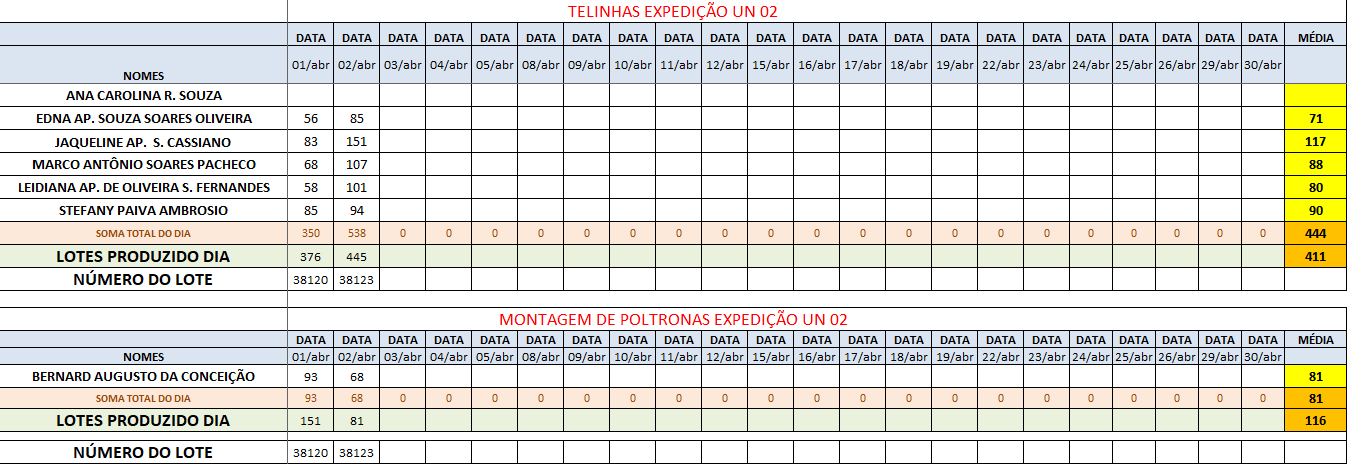 TELINHAS EXPEDIÇÃO UN 02
DATA DATA DATA DATA DATA DATA DATA DATA DATA DATA DATA DATA DATA DATA DATA DATA DATA DATA DATA DATA DATA DATA MÉDIA
NOMES 01/abr 02/abr 03/abr 04/abr 05/abr 08/abr 09/abr 10/abr 11/abr 12/abr 15/abr 16/abr 17/abr 18/abr 19/abr 22/abr 23/abr 24/abr 25/abr 26/abr 29/abr 30/abr
ANA CAROLINA R. SOUZA
EDNA AP. SOUZA SOARES OLIVEIRA 56 85 71
JAQUELINE AP. S. CASSIANO 83 151 117
MARCO ANTÔNIO SOARES PACHECO 68 107 88
LEIDIANA AP. DE OLIVEIRA S. FERNANDES 58 101 80
STEFANY PAIVA AMBROSIO 85 94 90
SOMA TOTAL DO DIA 350 538 0 0 0 0 0 0 0 0 0 0 0 0 0 0 0 0 0 0 0 0 444
LOTES PRODUZIDO DIA 376 445 411
NÚMERO DO LOTE 38120 38123
MONTAGEM DE POLTRONAS EXPEDIÇÃO UN 02
DATA DATA DATA DATA DATA DATA DATA DATA DATA DATA DATA DATA DATA DATA DATA DATA DATA DATA DATA DATA DATA DATA MÉDIA
NOMES 01/abr 02/abr 03/abr 04/abr 05/abr 08/abr 09/abr 10/abr 11/abr 12/abr 15/abr 16/abr 17/abr 18/abr 19/abr 22/abr 23/abr 24/abr 25/abr 26/abr 29/abr 30/abr
BERNARD AUGUSTO DA CONCEIÇÃO 93 68 81
SOMA TOTAL DO DIA 93 68 0 0 0 0 0 0 0 0 0 0 0 0 0 0 0 0 0 0 0 0 81
LOTES PRODUZIDO DIA 151 81 116
NÚMERO DO LOTE 38120 38123